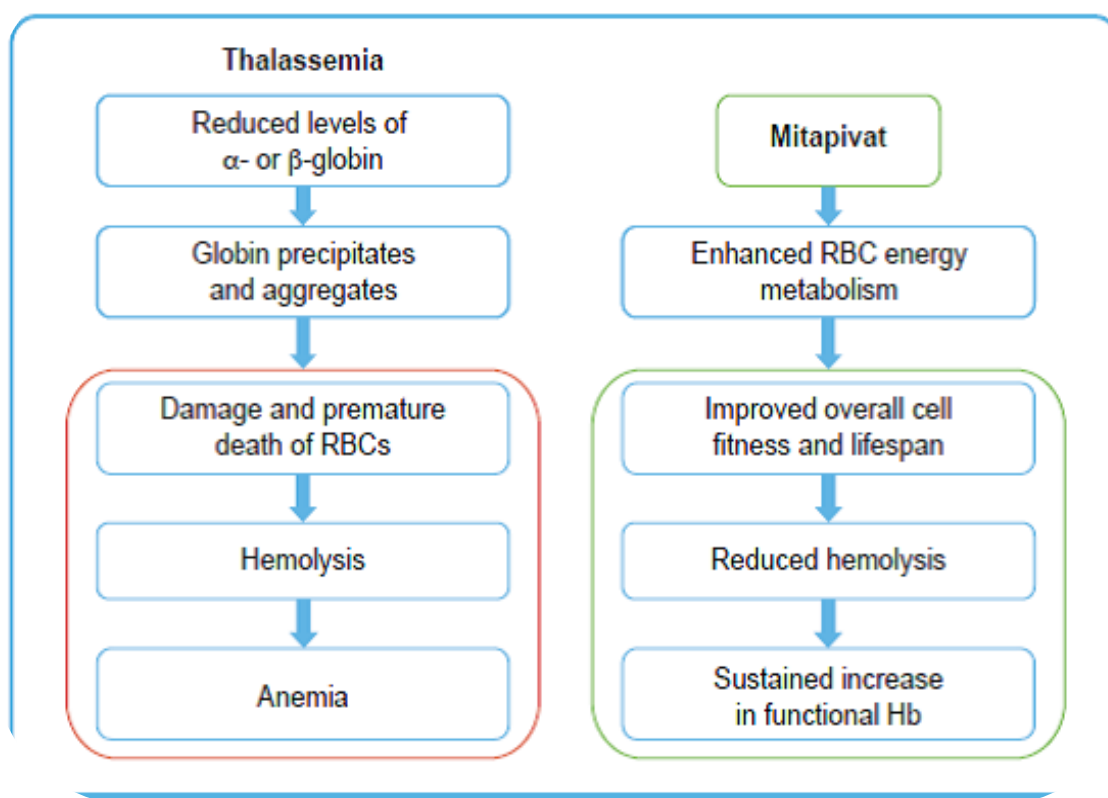 Thalassemia
Reduced levels of
α- or β-globin
Globin precipitates
and aggregates
Damage and premature
death of RBCs
Hemolysis
Anemia
Mitapivat
Enhanced RBC energy
metabolism
Improved overall cell
fitness and lifespan
Reduced hemolysis
Sustained increase
in functional Hb